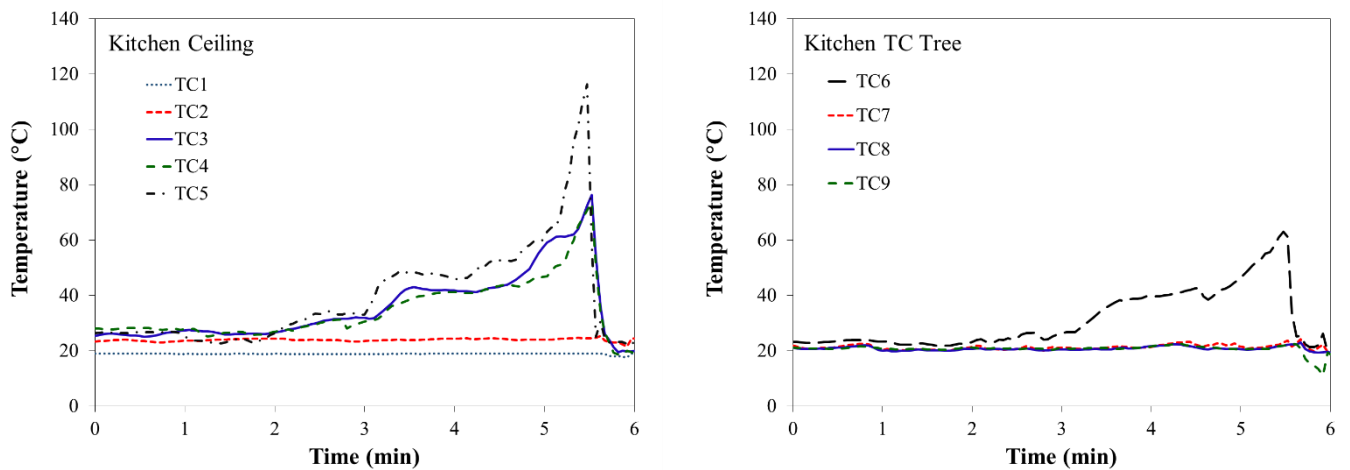 Kitchen Ceiling
TC1
TC2
TC3
TC4
TC5
Temperature (°C)
140
120
100
80
60
40
20
0
0 1 2 3 4 5 6
Time (min)
Kitchen TC Tree
TC6
TC7
TC8
TC9
Temperature (°C)
140
120
100
80
60
40
20
0
0 1 2 3 4 5 6
Time (min)